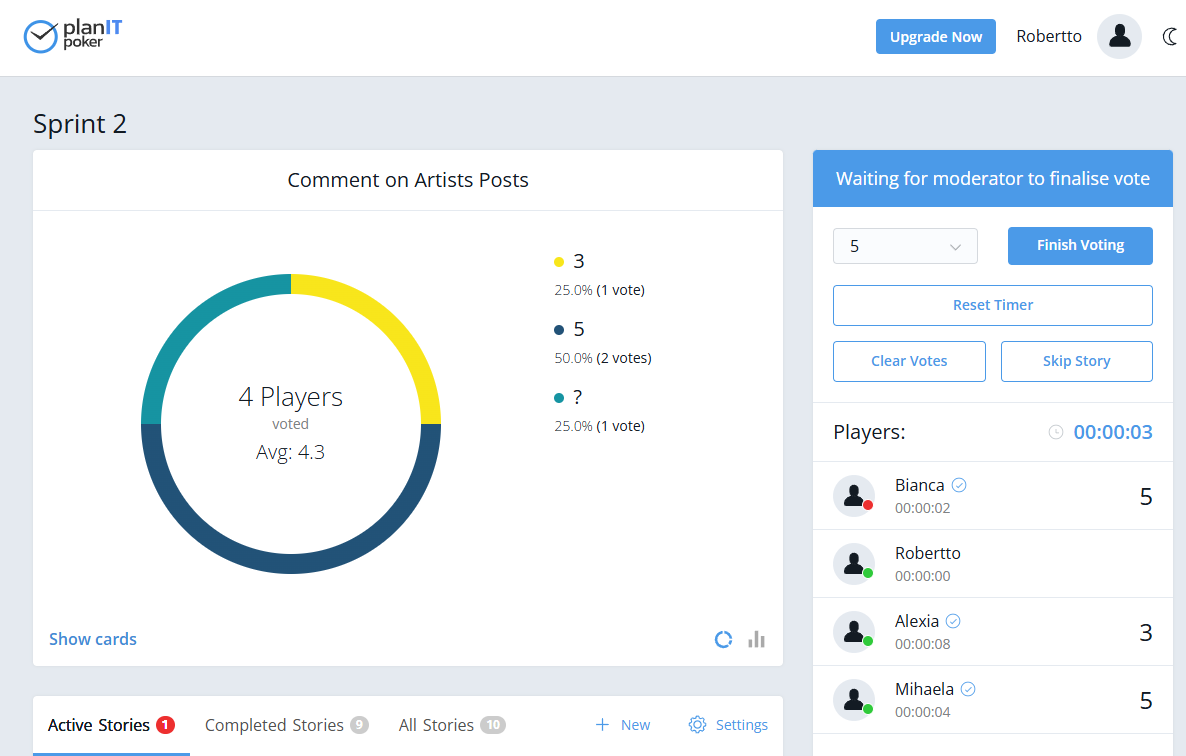 planIT
poker
Upgrade Now
Robertto
Sprint 2
Comment on Artists Posts
3
25.0% (1 vote)
5
50.0% (2 votes)
?
25.0% (1 vote)
4 Players
voted
Avg: 4.3
Show cards
Active Stories 1
Completed Stories 9
All Stories 10
New
Settings
Waiting for moderator to finalise vote
5
Finish Voting
Reset Timer
Clear Votes
Skip Story
Players:
00:00:03
Bianca
00:00:02
5
Robertto
00:00:00
Alexia
00:00:08
3
Mihaela
00:00:04
5